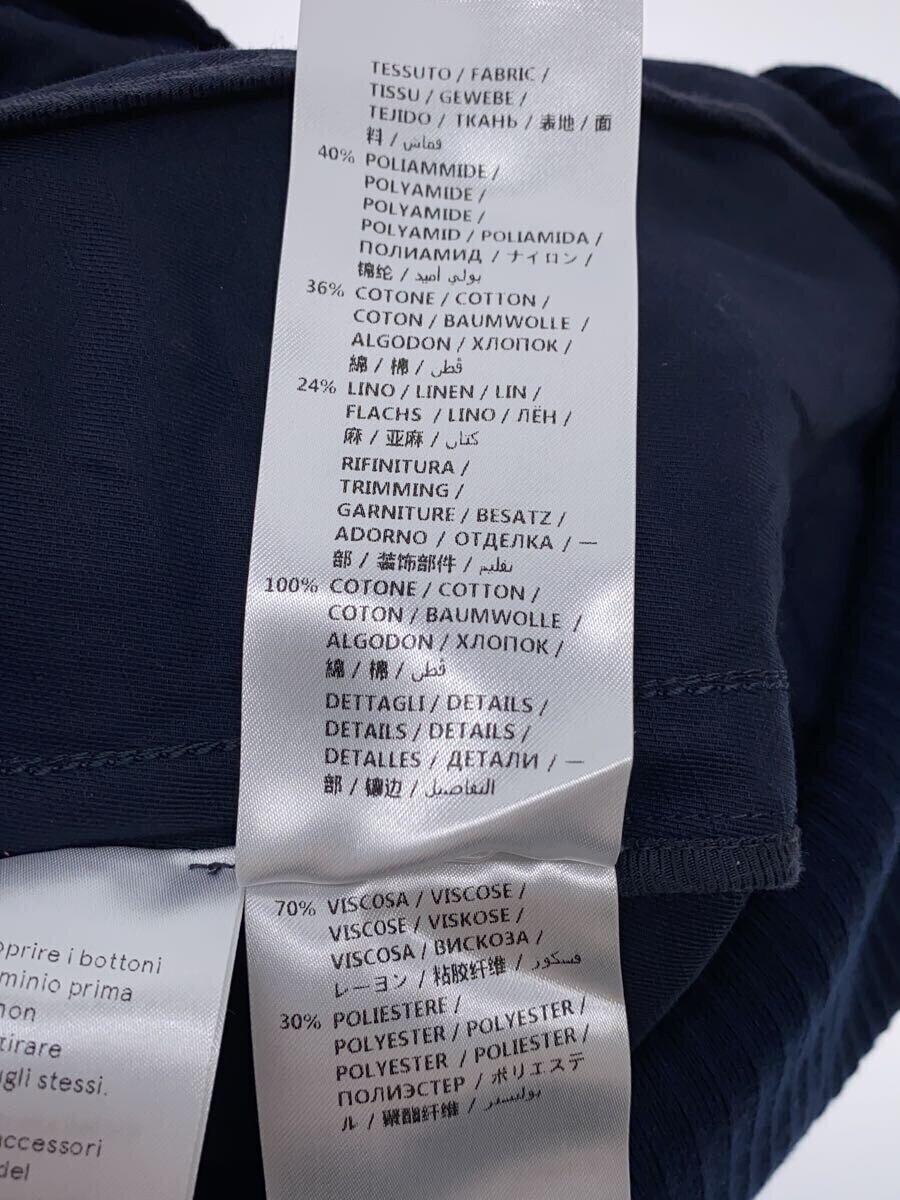 TESSUTO / FABRIC /
TISSU / GEWEBE /
TEJIDO / ТКАНЬ / 表地 / 面
料 / قماش
40% POLIAMMIDE /
POLYAMIDE /
POLYAMIDE /
POLYAMID / POLIAMIDA /
ПОЛИАМИД / ナイロン /
锦纶 / بولي اميد
36% COTONE / COTTON /
COTON / BAUMWOLLE /
ALGODON / ХЛОПОК /
綿 / 棉 / قطن
24% LINO / LINEN / LIN /
FLACHS / LINO / ЛЁН /
麻 / 亚麻 / كتان
RIFINITURA /
TRIMMING /
GARNITURE / BESATZ /
ADORNO / ОТДЕЛКА / 一
部 / 装饰部件 / تقليم
100% COTONE / COTTON /
COTON / BAUMWOLLE /
ALGODON / ХЛОПОК /
綿 / 棉 / قطن
DETTAGLI / DETAILS /
DETAILS / DETAILS /
DETALLES / ДЕТАЛИ / 一
部 / 镶边 / التفاصيل
70% VISCOSA / VISCOSE /
VISCOSE / VISKOSE /
VISCOSA / ВИСКОЗА /
レーヨン / 粘胶纤维 / فسكور
30% POLIESTERE /
POLYESTER / POLYESTER /
POLYESTER / POLIESTER /
ПОЛИЭСТЕР / ポリエステ
ル / 聚酯纤维 / بوليستر
oprire i bottoni
minio prima
non
tirare
gli stessi.
accessori
del